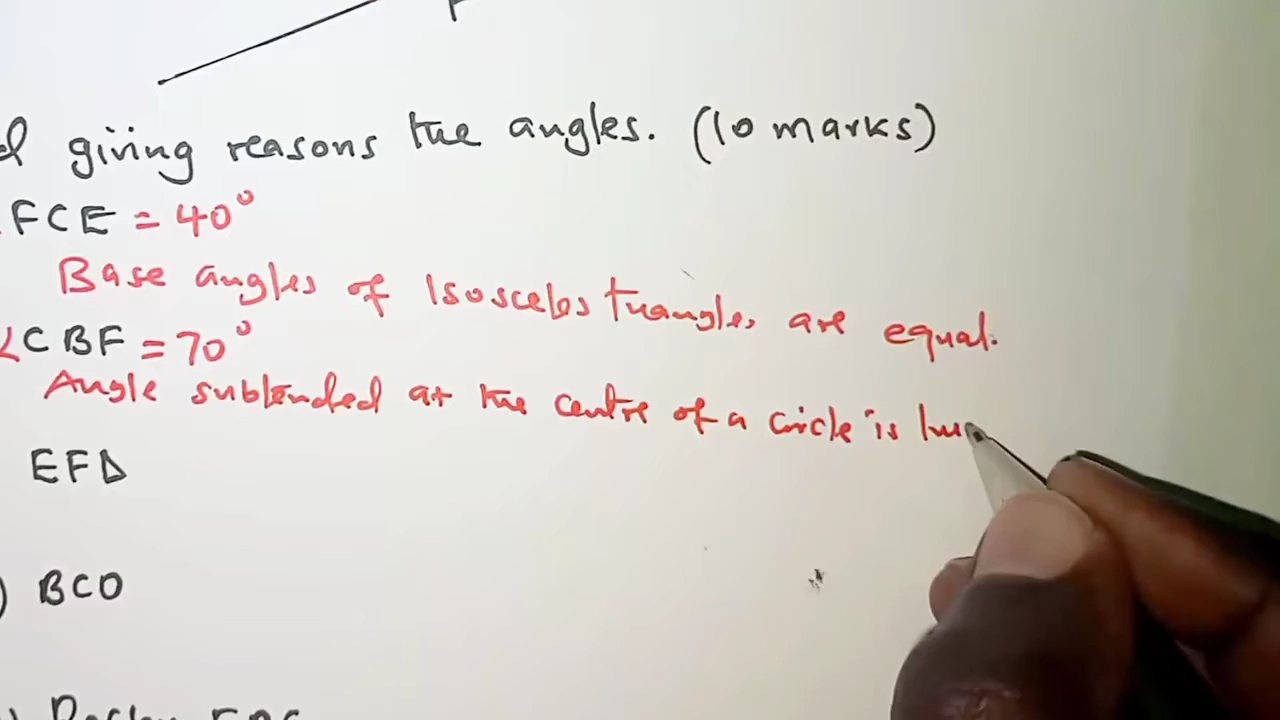 giving reasons the angles. (10 marks)
FCE = 40°
Base angles of Isosceles triangles are equal.
<CBF = 70°
Angle subtended at the centre of a circle is
EFD
) BCO